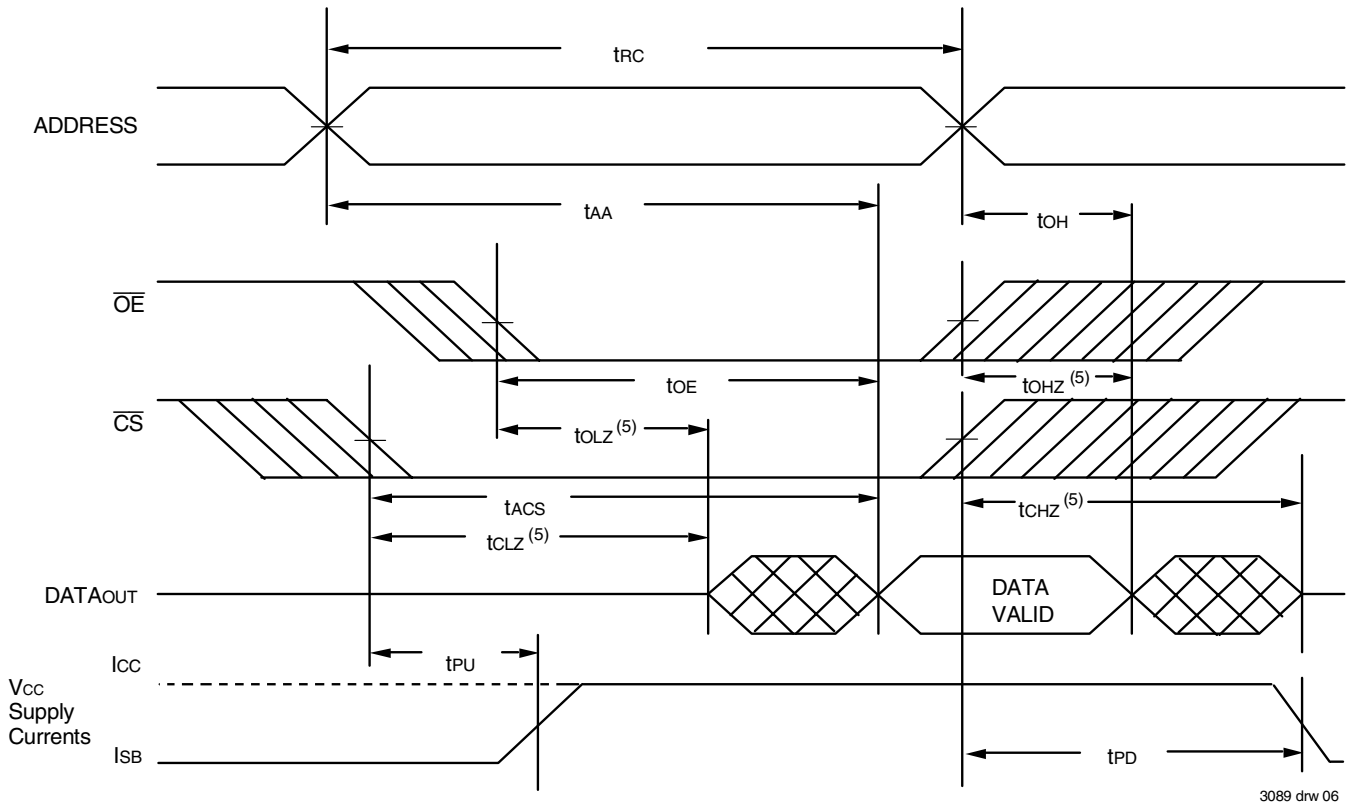 tRC
ADDRESS
tAA
tOH
OE
tOE
tOHZ (5)
CS
tOLZ (5)
tACS
tCHZ (5)
tCLZ (5)
DATAOUT
DATA
VALID
ICC
tPU
VCC
Supply
Currents
ISB
tPD
3089 drw 06